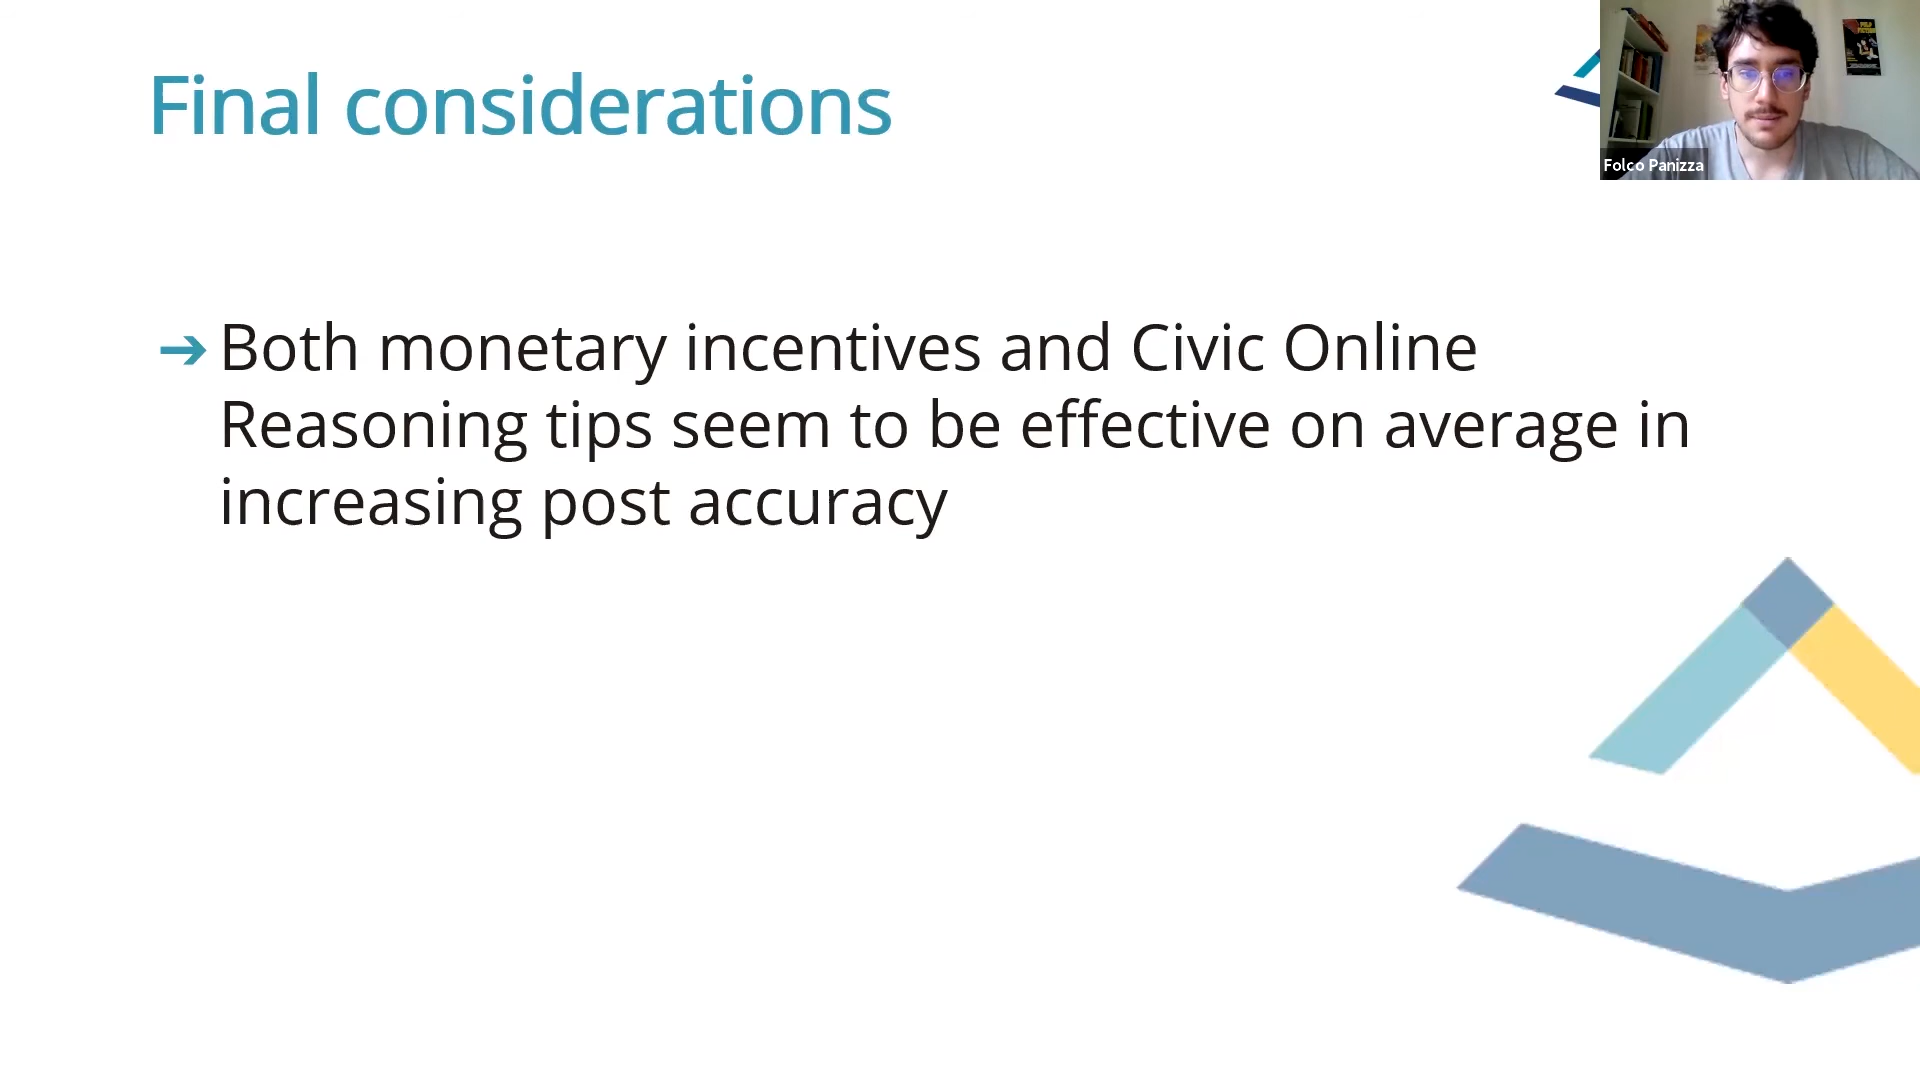 Final considerations
Folco Panizza
➔ Both monetary incentives and Civic Online
Reasoning tips seem to be effective on average in
increasing post accuracy